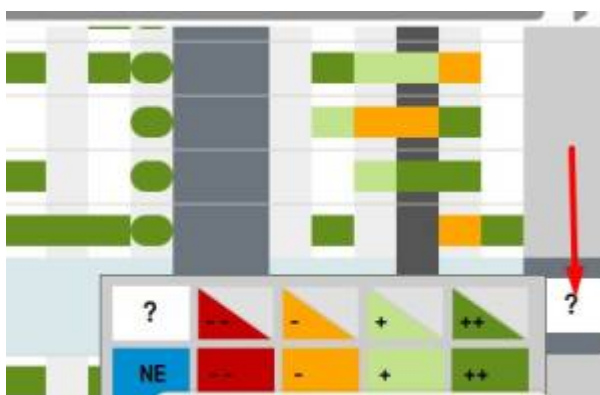 ?
? -- - + ++
NE -- - + ++